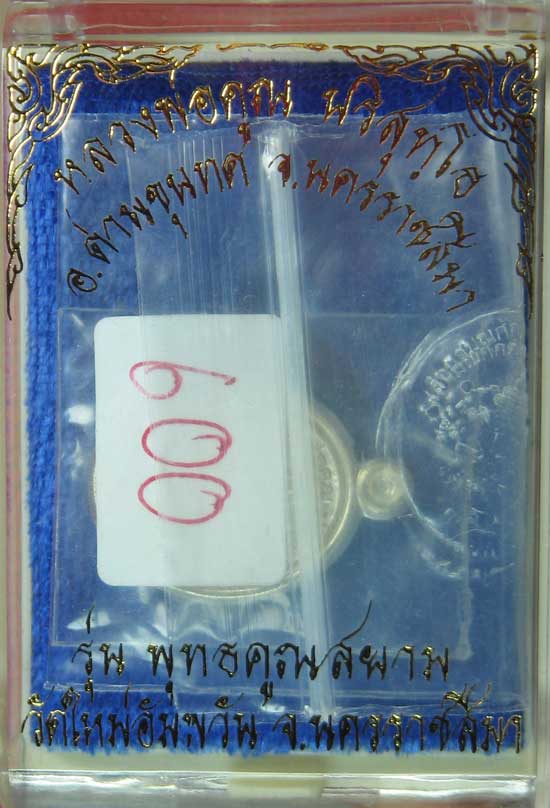 หลวงพ่อคูณ ปริสุทฺโธ
อ.ด่านขุนทด จ.นครราชสีมา
600
รุ่น พุทธคูณสยาม
วัดใหม่อัมพวัน จ.นครราชสีมา